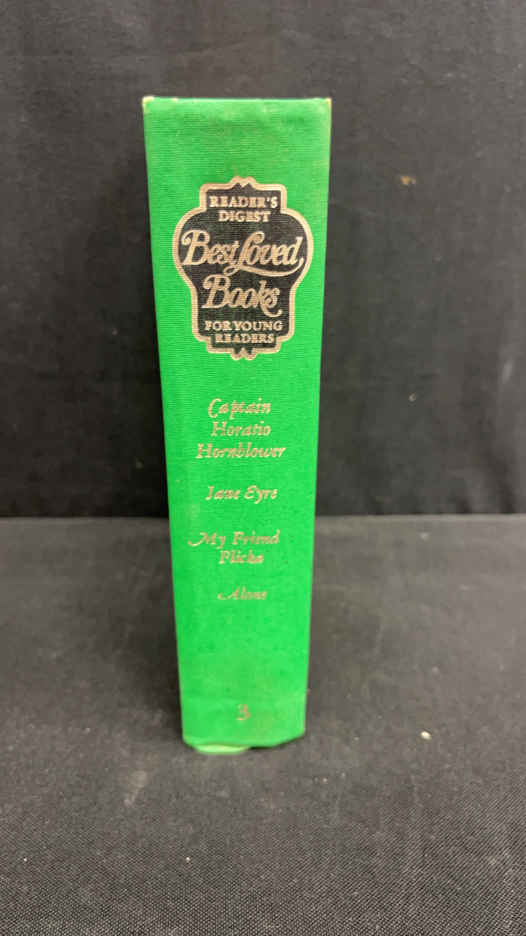 READER'S
DIGEST
Best Loved
Books
FOR YOUNG
READERS
Captain
Horatio
Hornblower
Jane Eyre
My Friend
Flicka
Alone
3